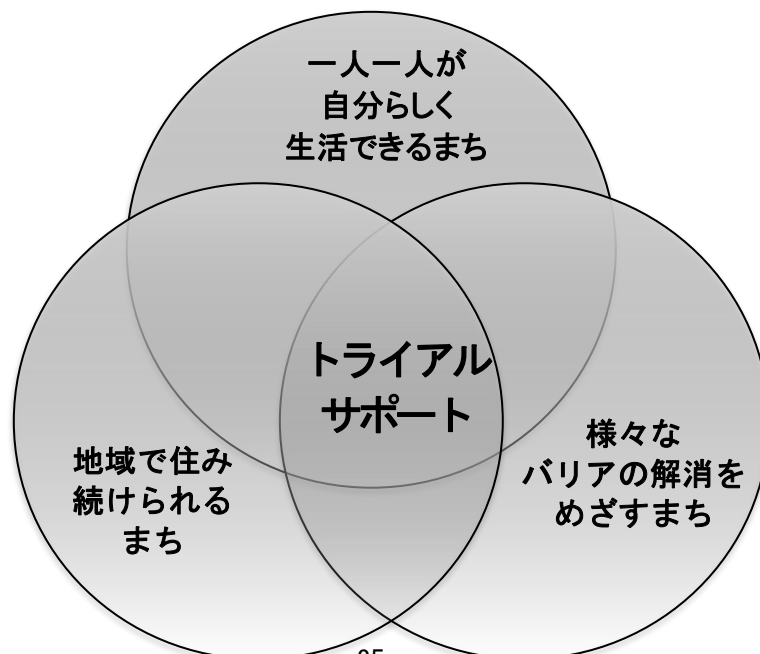 一人一人が
自分らしく
生活できるまち
トライアル
サポート
地域で住み
続けられる
まち
様々な
バリアの解消を
めざすまち